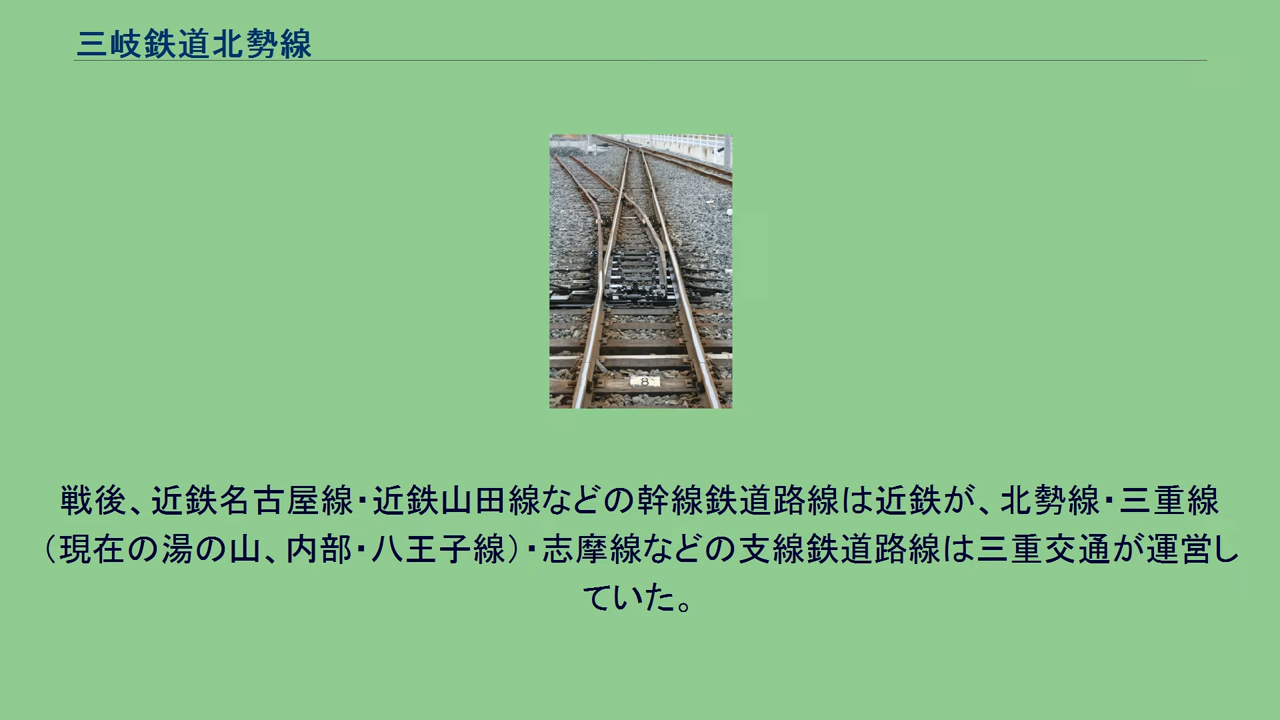 三岐鉄道北勢線
8
戦後、近鉄名古屋線・近鉄山田線などの幹線鉄道路線は近鉄が、北勢線・三重線
（現在の湯の山、内部・八王子線）・志摩線などの支線鉄道路線は三重交通が運営し
ていた。